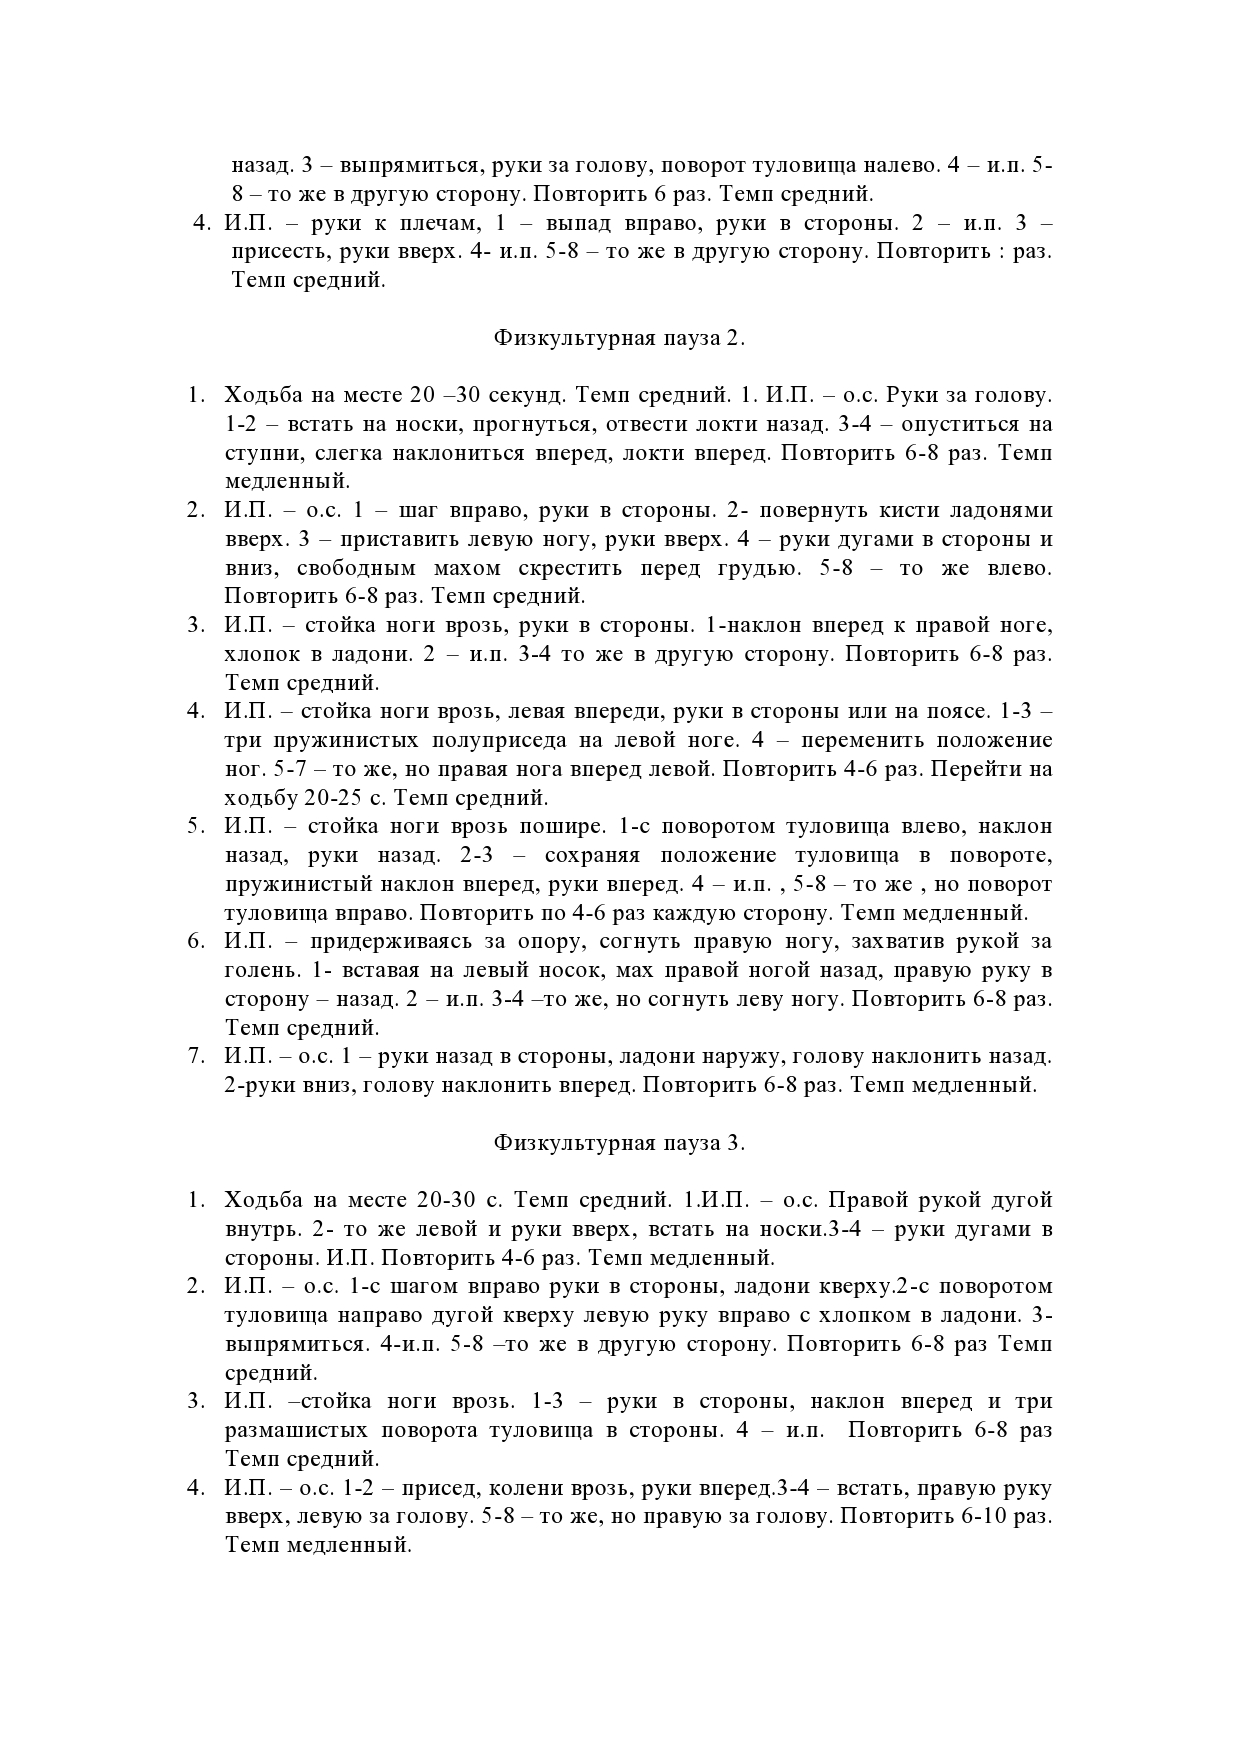 назад. 3 – выпрямиться, руки за голову, поворот туловища налево. 4 – и.п. 5-
8 – то же в другую сторону. Повторить 6 раз. Темп средний.
4. И.П. – руки к плечам, 1 – выпад вправо, руки в стороны. 2 – и.п. 3 –
присесть, руки вверх. 4- и.п. 5-8 – то же в другую сторону. Повторить : раз.
Темп средний.
Физкультурная пауза 2.
1. Ходьба на месте 20 –30 секунд. Темп средний. 1. И.П. – о.с. Руки за голову.
1-2 – встать на носки, прогнуться, отвести локти назад. 3-4 – опуститься на
ступни, слегка наклониться вперед, локти вперед. Повторить 6-8 раз. Темп
медленный.
2. И.П. – о.с. 1 – шаг вправо, руки в стороны. 2- повернуть кисти ладонями
вверх. 3 – приставить левую ногу, руки вверх. 4 – руки дугами в стороны и
вниз, свободным махом скрестить перед грудью. 5-8 – то же влево.
Повторить 6-8 раз. Темп средний.
3. И.П. – стойка ноги врозь, руки в стороны. 1-наклон вперед к правой ноге,
хлопок в ладони. 2 – и.п. 3-4 то же в другую сторону. Повторить 6-8 раз.
Темп средний.
4. И.П. – стойка ноги врозь, левая впереди, руки в стороны или на поясе. 1-3 –
три пружинистых полуприседа на левой ноге. 4 – переменить положение
ног. 5-7 – то же, но правая нога вперед левой. Повторить 4-6 раз. Перейти на
ходьбу 20-25 с. Темп средний.
5. И.П. – стойка ноги врозь пошире. 1-с поворотом туловища влево, наклон
назад, руки назад. 2-3 – сохраняя положение туловища в повороте,
пружинистый наклон вперед, руки вперед. 4 – и.п. , 5-8 – то же , но поворот
туловища вправо. Повторить по 4-6 раз каждую сторону. Темп медленный.
6. И.П. – придерживаясь за опору, согнуть правую ногу, захватив рукой за
голень. 1- вставая на левый носок, мах правой ногой назад, правую руку в
сторону – назад. 2 – и.п. 3-4 –то же, но согнуть леву ногу. Повторить 6-8 раз.
Темп средний.
7. И.П. – о.с. 1 – руки назад в стороны, ладони наружу, голову наклонить назад.
2-руки вниз, голову наклонить вперед. Повторить 6-8 раз. Темп медленный.
Физкультурная пауза 3.
1. Ходьба на месте 20-30 с. Темп средний. 1.И.П. – о.с. Правой рукой дугой
внутрь. 2- то же левой и руки вверх, встать на носки.3-4 – руки дугами в
стороны. И.П. Повторить 4-6 раз. Темп медленный.
2. И.П. – о.с. 1-с шагом вправо руки в стороны, ладони кверху.2-с поворотом
туловища направо дугой кверху левую руку вправо с хлопком в ладони. 3-
выпрямиться. 4-и.п. 5-8 –то же в другую сторону. Повторить 6-8 раз Темп
средний.
3. И.П. –стойка ноги врозь. 1-3 – руки в стороны, наклон вперед и три
размашистых поворота туловища в стороны. 4 – и.п. Повторить 6-8 раз
Темп средний.
4. И.П. – о.с. 1-2 – присед, колени врозь, руки вперед.3-4 – встать, правую руку
вверх, левую за голову. 5-8 – то же, но правую за голову. Повторить 6-10 раз.
Темп медленный.